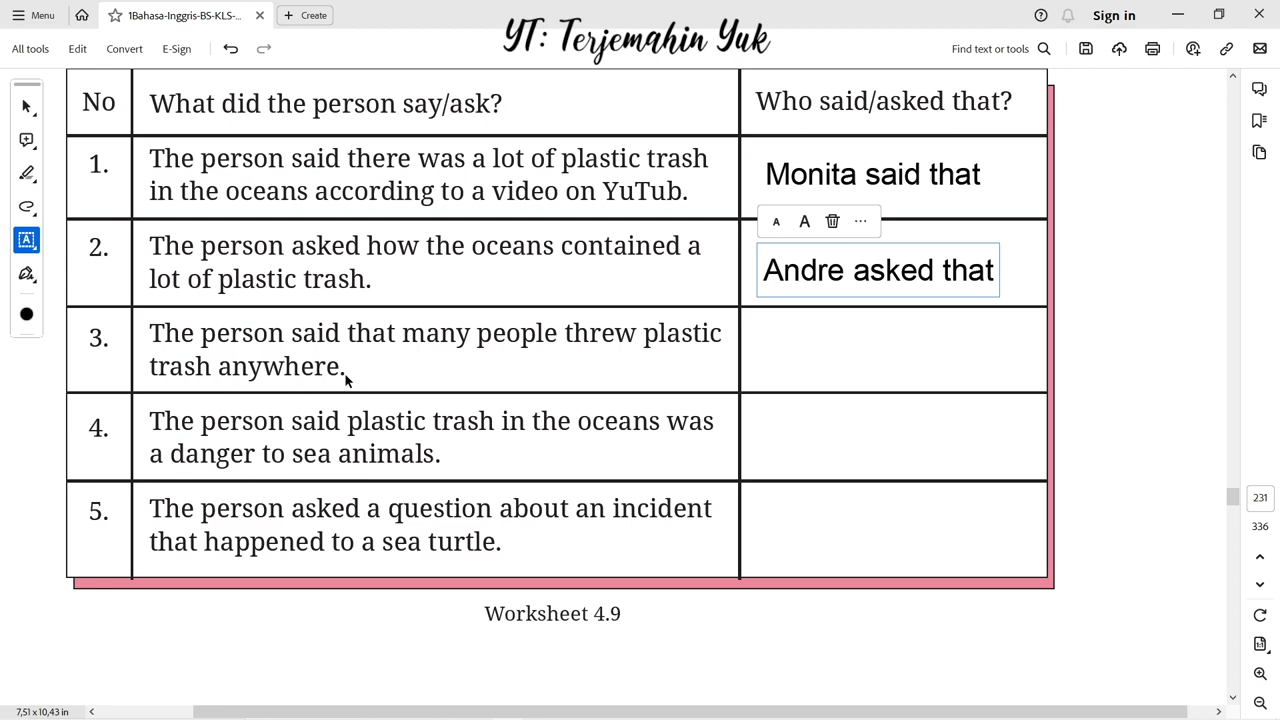 Menu
1Bahasa-Inggris-BS-KLS-...
Create
Sign in
All tools
Edit
Convert
E-Sign
YT: Terjemahin Yuk
Find text or tools
No
What did the person say/ask?
Who said/asked that?
1.
The person said there was a lot of plastic trash
in the oceans according to a video on YuTub.
Monita said that
A A ...
2.
The person asked how the oceans contained a
lot of plastic trash.
Andre asked that
3.
The person said that many people threw plastic
trash anywhere.
4.
The person said plastic trash in the oceans was
a danger to sea animals.
5.
The person asked a question about an incident
that happened to a sea turtle.
Worksheet 4.9
231
336
7,51 x 10,43 in